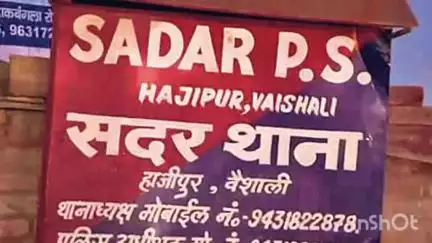 SADAR P.S.
HAJIPUR, VAISHALI
सदर थाना
हाजीपुर, वैशाली
थानाध्यक्ष मोबाईल नं.-9431822878